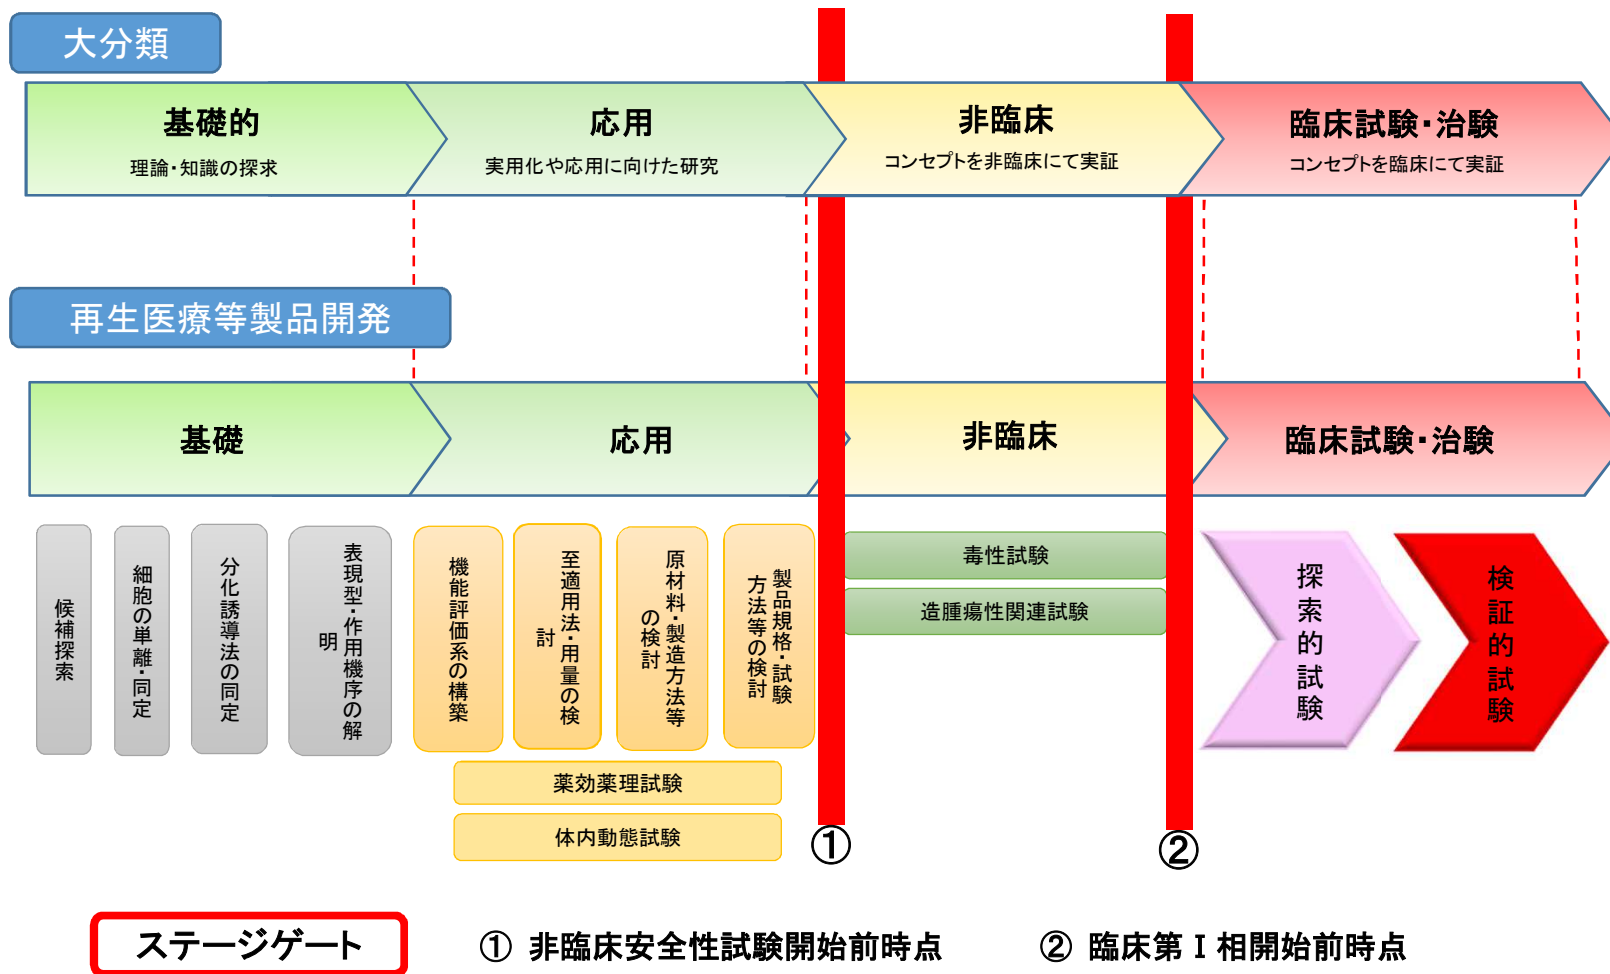 大分類
基礎的
理論・知識の探求
応用
実用化や応用に向けた研究
非臨床
コンセプトを非臨床にて実証
臨床試験・治験
コンセプトを臨床にて実証
再生医療等製品開発
基礎
応用
非臨床
臨床試験・治験
候補探索
細胞の単離・同定
分化誘導法の同定
表現型・作用機序の解
明
機能評価系の構築
至適用法・用量の検
討
原材料・製造方法等
の検討
製品規格・試験
方法等の検討
薬効薬理試験
体内動態試験
毒性試験
造腫瘍性関連試験
探索的試験
検証的試験
①
②
ステージゲート
① 非臨床安全性試験開始前時点
② 臨床第Ⅰ相開始前時点